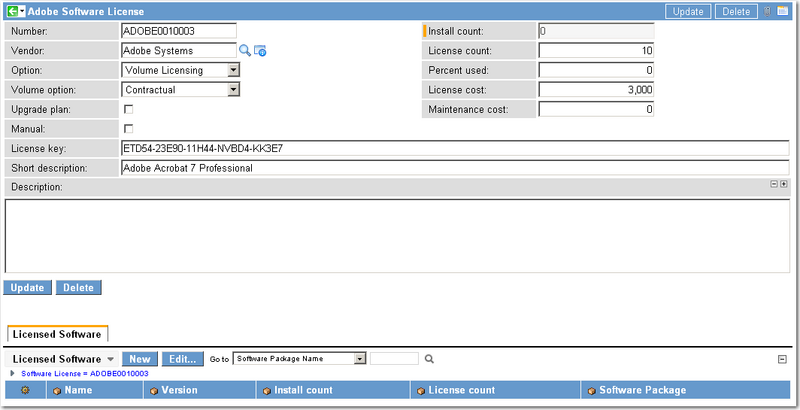 Adobe Software License Update Delete
Number: ADOBE0010003 Install count: 0
Vendor: Adobe Systems License count: 10
Option: Volume Licensing Percent used: 0
Volume option: Contractual License cost: 3,000
Upgrade plan: Maintenance cost: 0
Manual:
License key: ETD54-23E90-11H44-NVBD4-KK3E7
Short description: Adobe Acrobat 7 Professional
Description:
Update Delete
Licensed Software
Licensed Software New Edit... Go to Software Package Name
Software License = ADOBE0010003
Name Version Install count License count Software Package